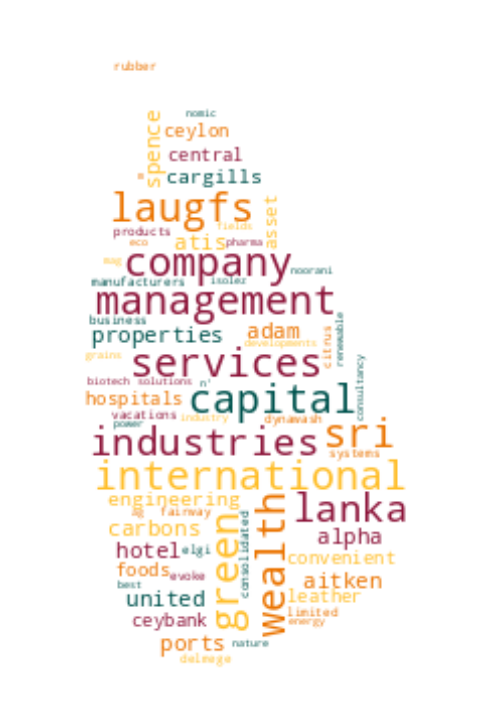 rubber
nomic
spence
ceylon
central
cargills
laugfs
asset
fields
products
eco
atis
pharma
company
mag
noorani
manufacturers
isolez
management
business
properties
adam
citrus
renewable
developments
grains
services
consultancy
biotech solutions n'
hospitals
capital
vacations
industry
dynawash
power
industries
sri
systems
international
engineering
green
wealth
lanka
fairway
consolidated
carbons
alpha
hotel
elgi
convenient
foods
evoke
aitken
best
united
leather
ceybank
limited
energy
ports
nature
delmege